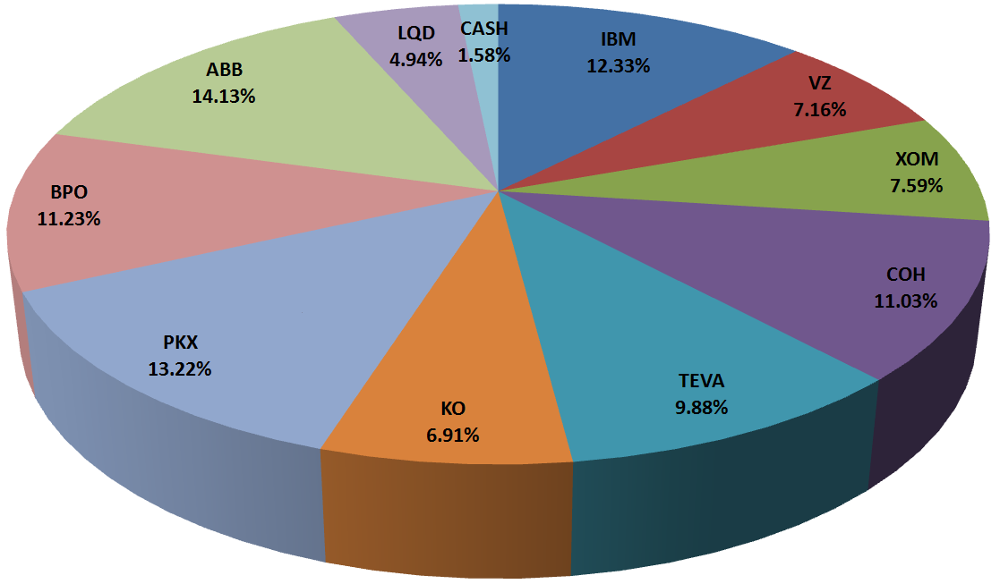 IBM
12.33%
VZ
7.16%
XOM
7.59%
COH
11.03%
TEVA
9.88%
KO
6.91%
PKX
13.22%
BPO
11.23%
ABB
14.13%
LQD
4.94%
CASH
1.58%